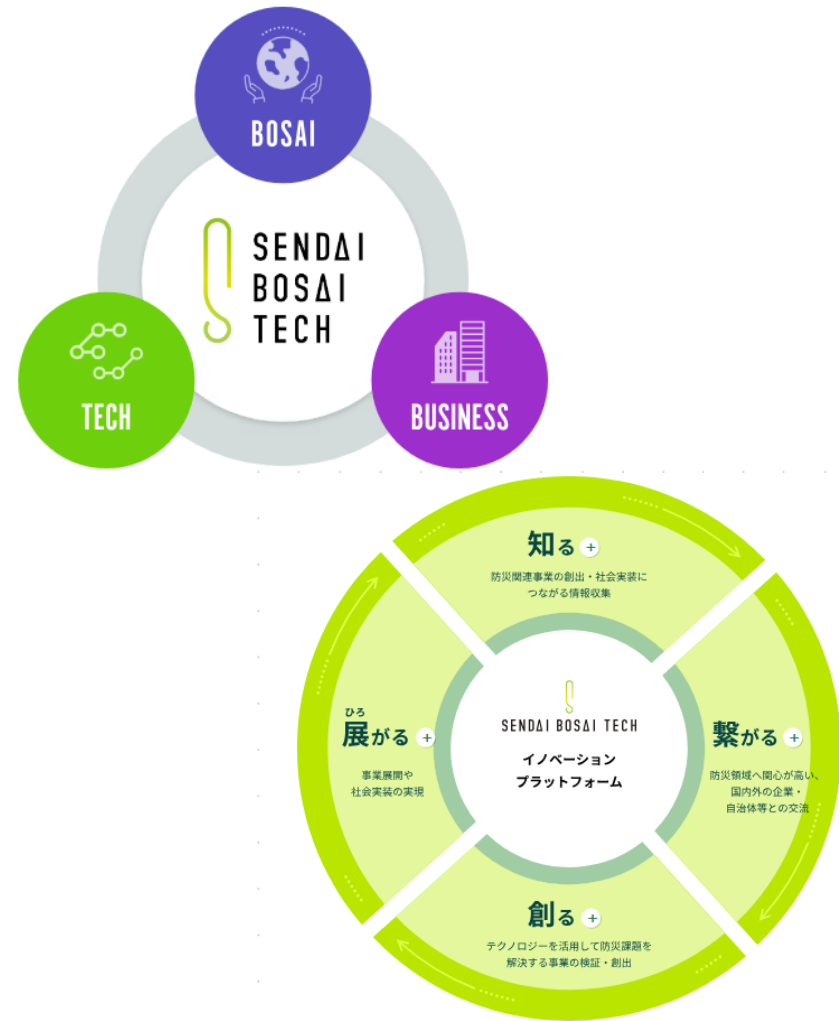 BOSAI
SENDAI
BOSAI
TECH
TECH
BUSINESS
知る +
防災関連事業の創出・社会実装に
つながる情報収集
ひろ
展がる +
事業展開や
社会実装の実現
SENDAI BOSAI TECH
イノベーション
プラットフォーム
繋がる +
防災領域へ関心が高い、
国内外の企業・
自治体等との交流
創る +
テクノロジーを活用して防災課題を
解決する事業の検証・創出